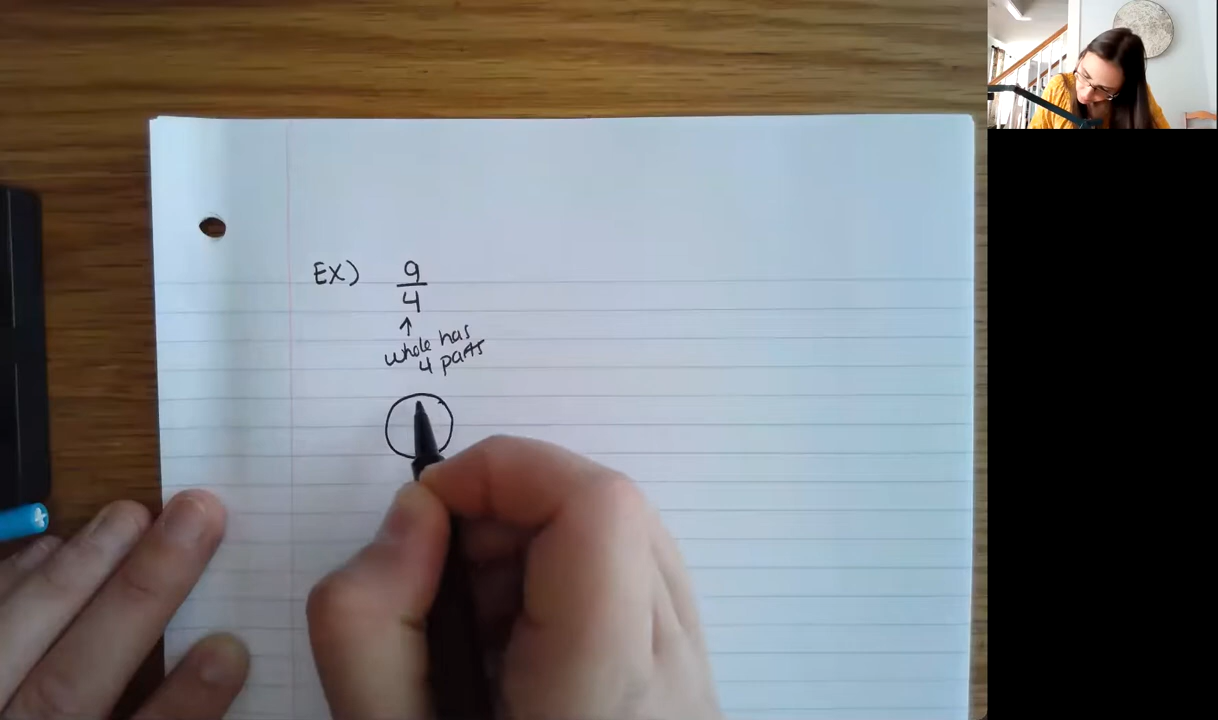 EX) 9
4
↑
whole has
4 parts